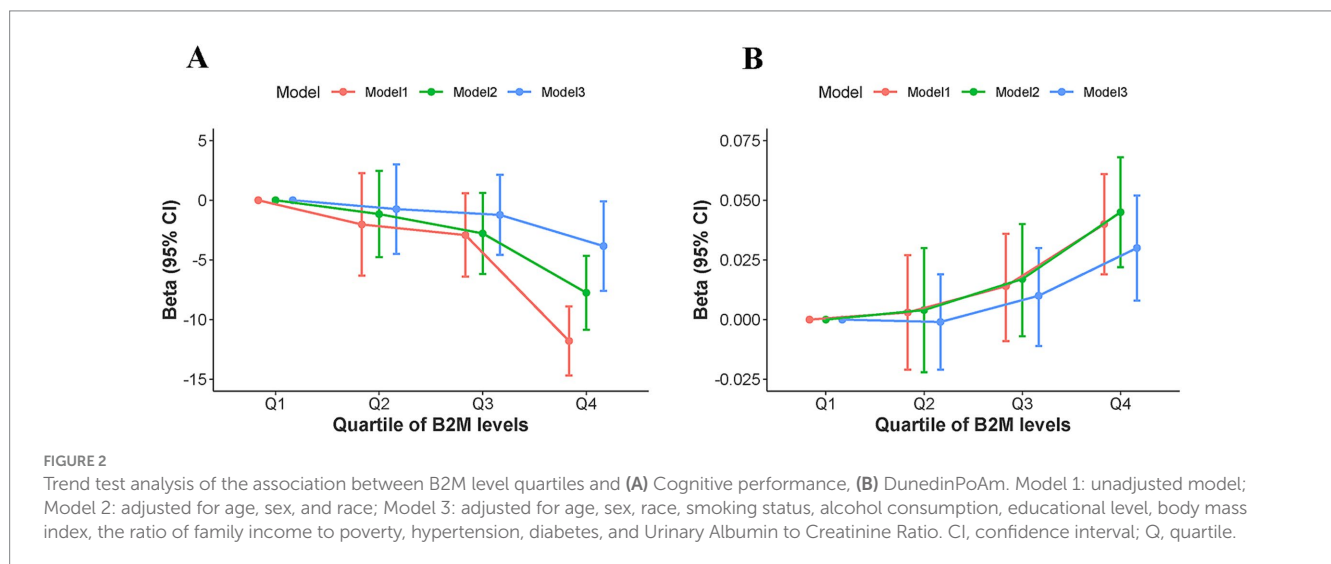 A
Model Model1 Model2 Model3
5
0
-5
-10
-15
Beta (95% CI)
Q1 Q2 Q3 Q4
Quartile of B2M levels
B
Model Model1 Model2 Model3
0.075
0.050
0.025
0.000
-0.025
Beta (95% CI)
Q1 Q2 Q3 Q4
Quartile of B2M levels
FIGURE 2
Trend test analysis of the association between B2M level quartiles and (A) Cognitive performance, (B) DunedinPoAm. Model 1: unadjusted model;
Model 2: adjusted for age, sex, and race; Model 3: adjusted for age, sex, race, smoking status, alcohol consumption, educational level, body mass
index, the ratio of family income to poverty, hypertension, diabetes, and Urinary Albumin to Creatinine Ratio. CI, confidence interval; Q, quartile.